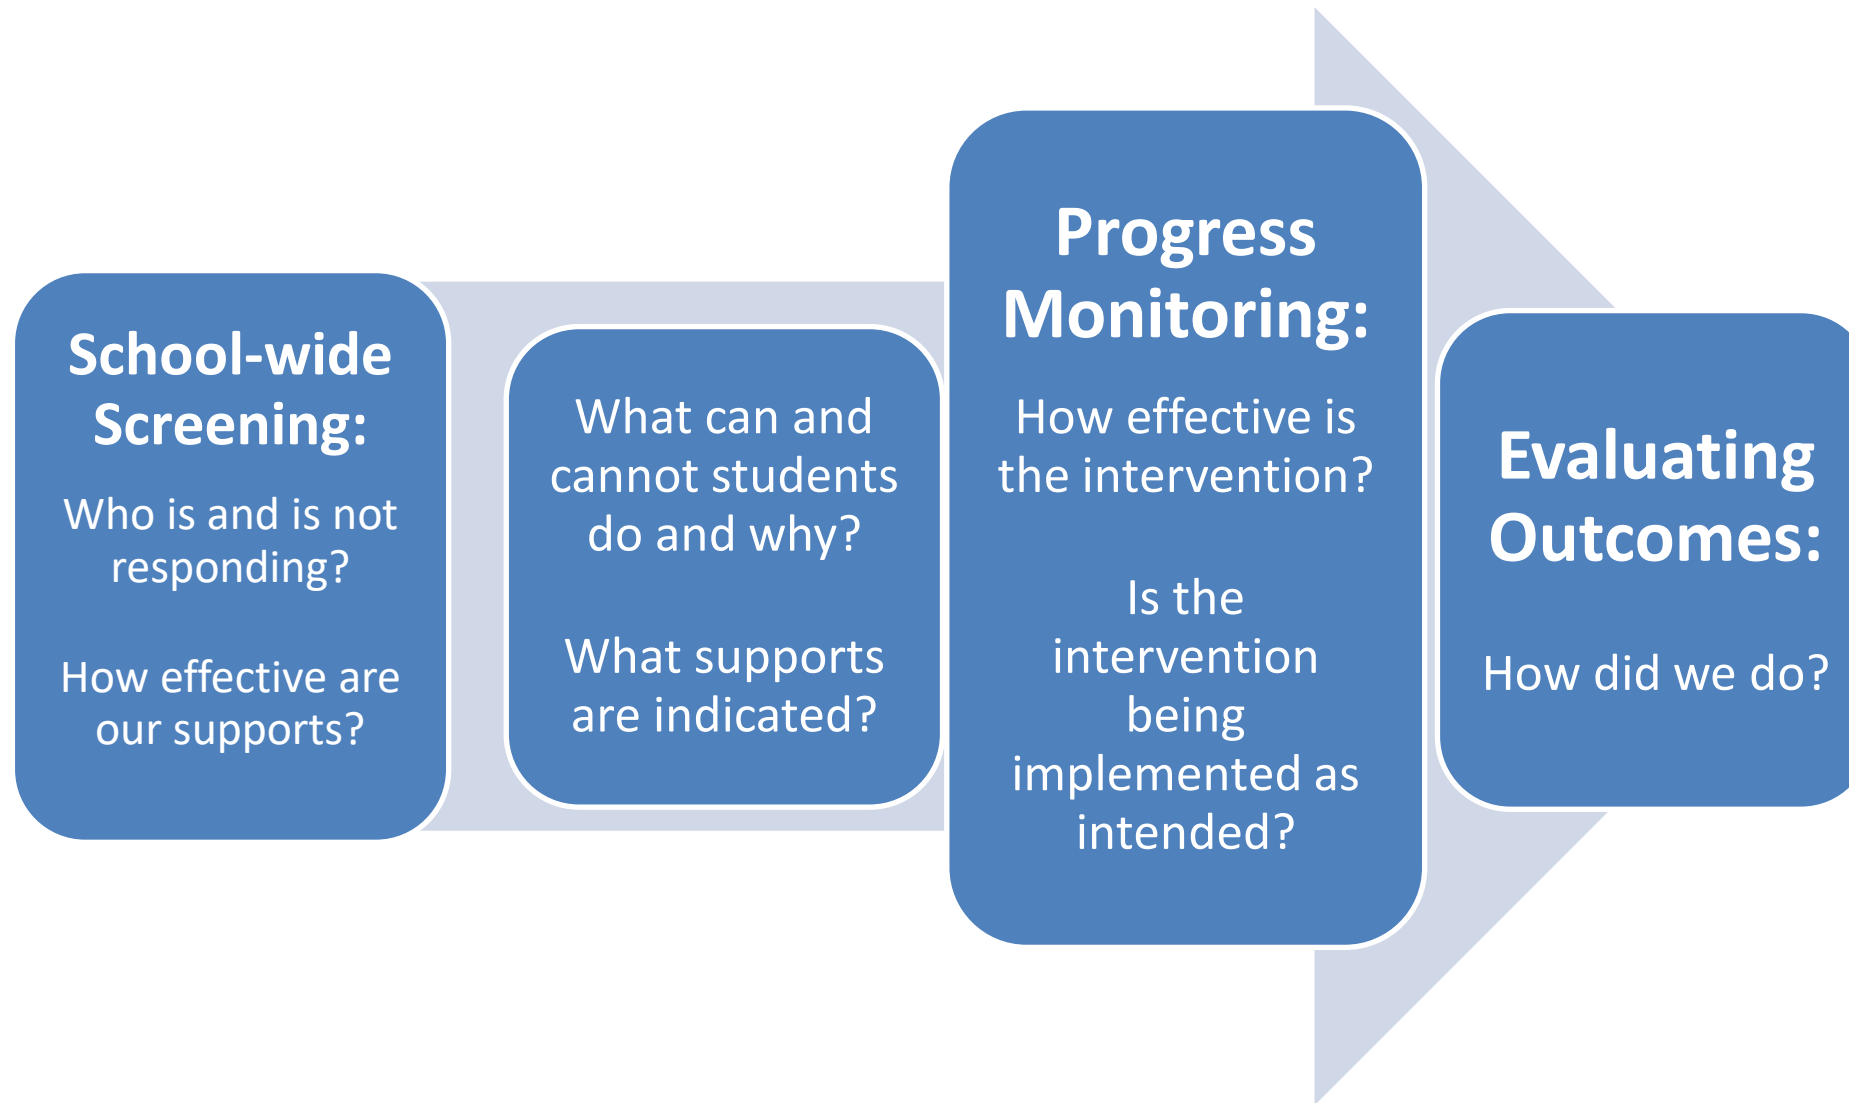 School-wide
Screening:
Who is and is not
responding?
How effective are
our supports?
What can and
cannot students
do and why?
What supports
are indicated?
Progress
Monitoring:
How effective is
the intervention?
Is the
intervention
being
implemented as
intended?
Evaluating
Outcomes:
How did we do?